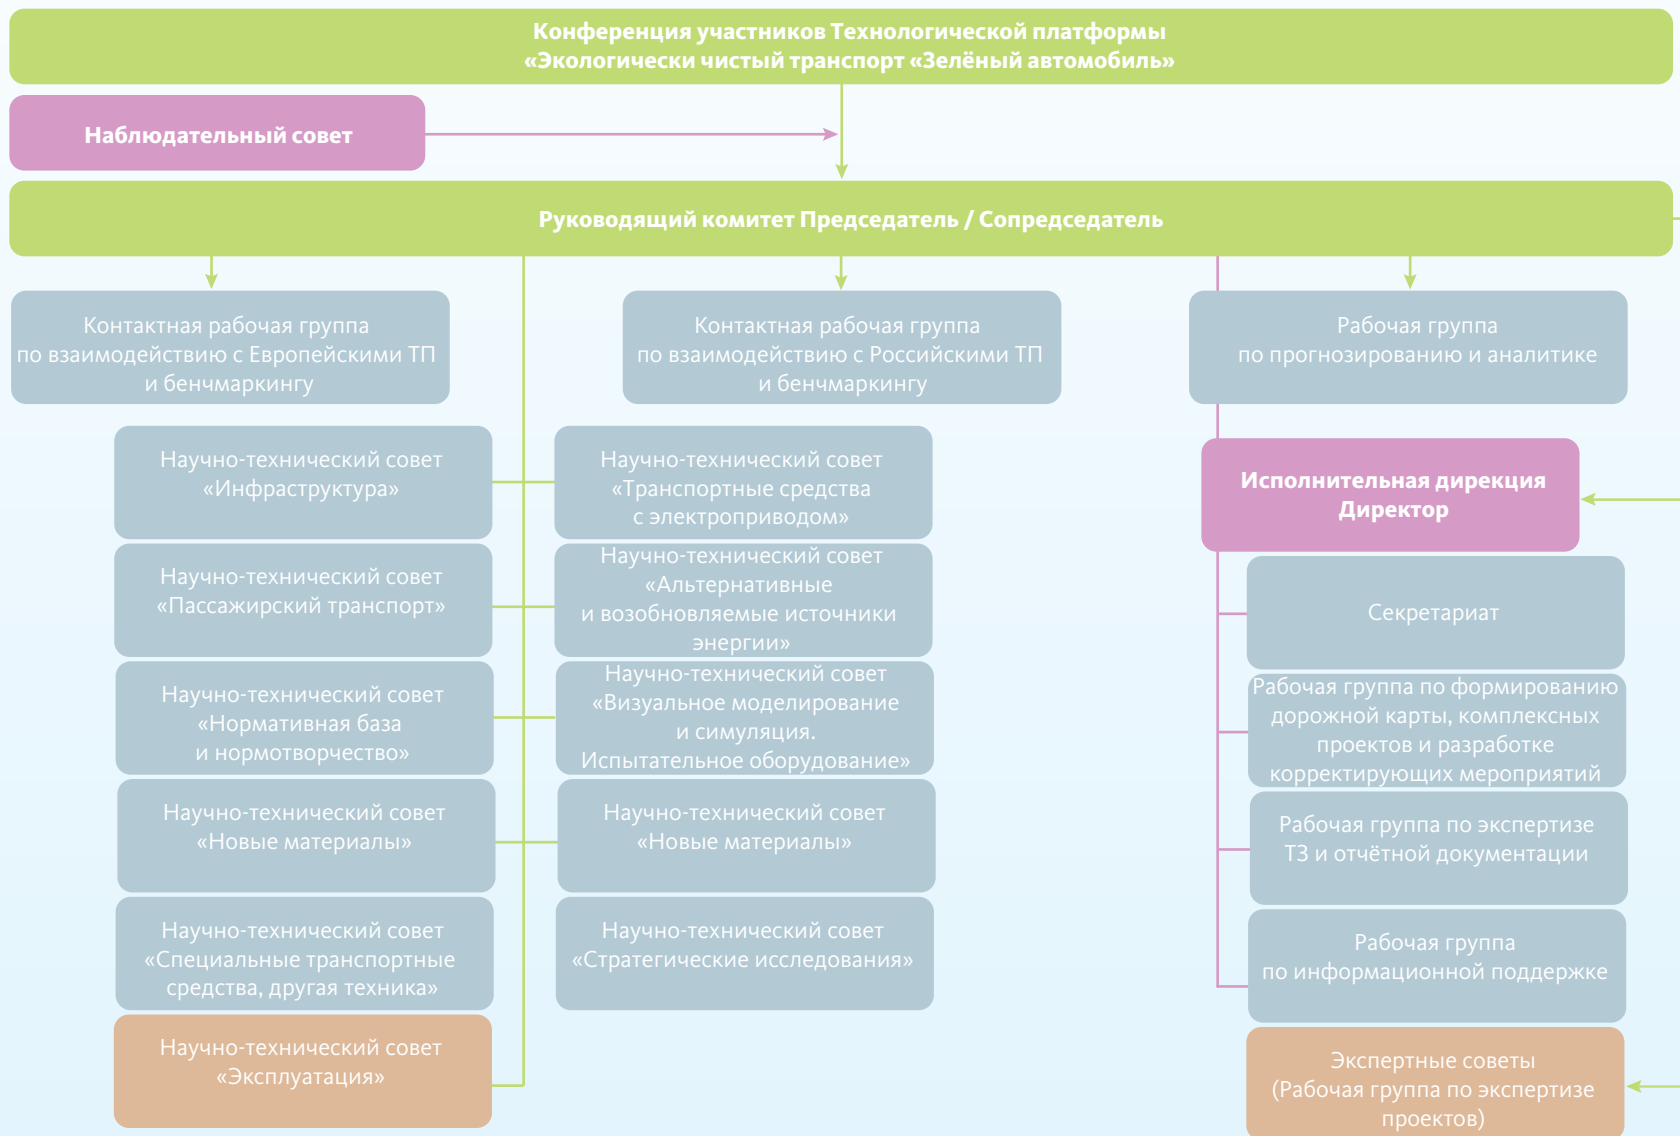 Конференция участников Технологической платформы
«Экологически чистый транспорт «Зелёный автомобиль»
Наблюдательный совет
Руководящий комитет Председатель / Сопредседатель
Контактная рабочая группа
по взаимодействию с Европейскими ТП
и бенчмаркингу
Контактная рабочая группа
по взаимодействию с Российскими ТП
и бенчмаркингу
Рабочая группа
по прогнозированию и аналитике
Научно-технический совет
«Инфраструктура»
Научно-технический совет
«Транспортные средства
с электроприводом»
Исполнительная дирекция
Директор
Научно-технический совет
«Пассажирский транспорт»
Научно-технический совет
«Альтернативные
и возобновляемые источники
энергии»
Секретариат
Научно-технический совет
«Нормативная база
и нормотворчество»
Научно-технический совет
«Визуальное моделирование
и симуляция.
Испытательное оборудование»
Рабочая группа по формированию
дорожной карты, комплексных
проектов и разработке
корректирующих мероприятий
Научно-технический совет
«Новые материалы»
Научно-технический совет
«Новые материалы»
Рабочая группа по экспертизе
ТЗ и отчётной документации
Научно-технический совет
«Специальные транспортные
средства, другая техника»
Научно-технический совет
«Стратегические исследования»
Рабочая группа
по информационной поддержке
Научно-технический совет
«Эксплуатация»
Экспертные советы
(Рабочая группа по экспертизе
проектов)